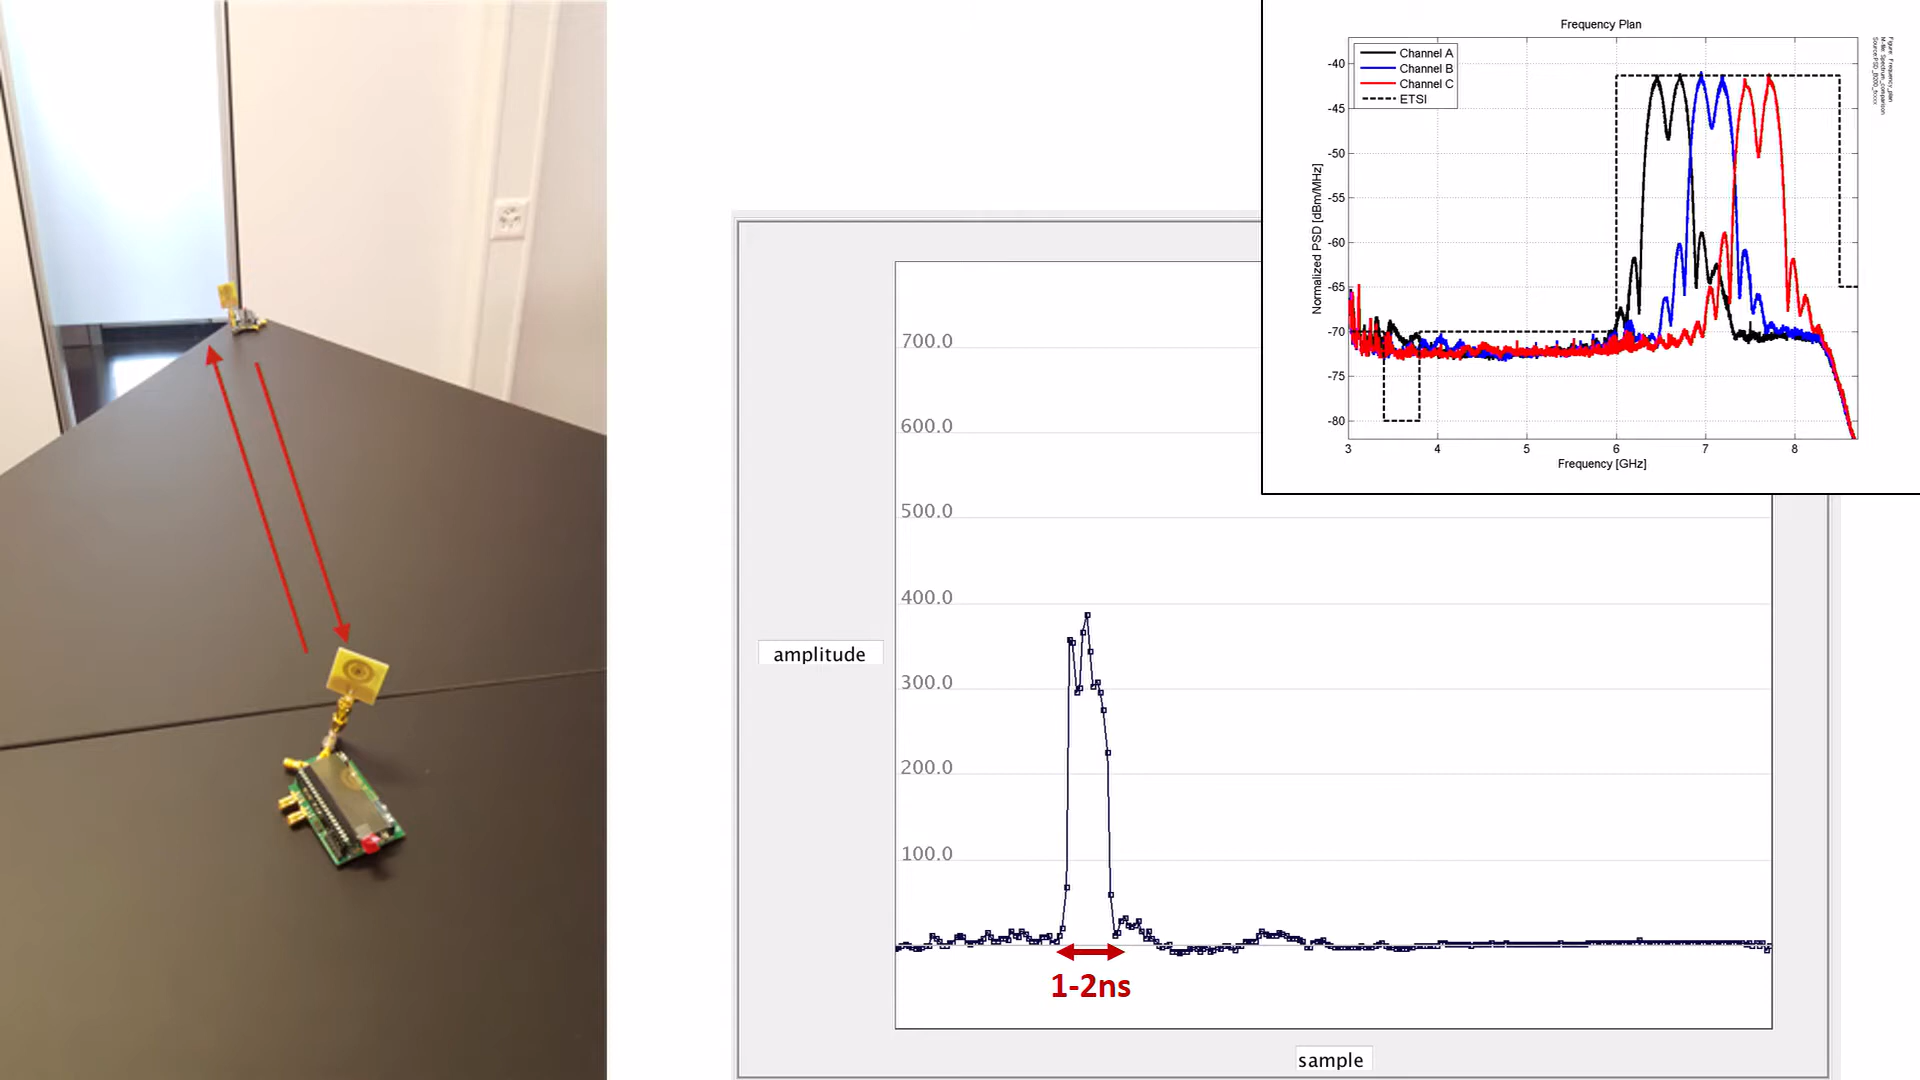 Frequency Plan
Channel A
Channel B
Channel C
ETSI
-40
-45
-50
-55
-60
-65
-70
-75
-80
Normalized PSD [dBm/MHz]
3
4
5
6
7
8
Frequency [GHz]
700.0
600.0
500.0
400.0
300.0
200.0
100.0
amplitude
1-2ns
sample